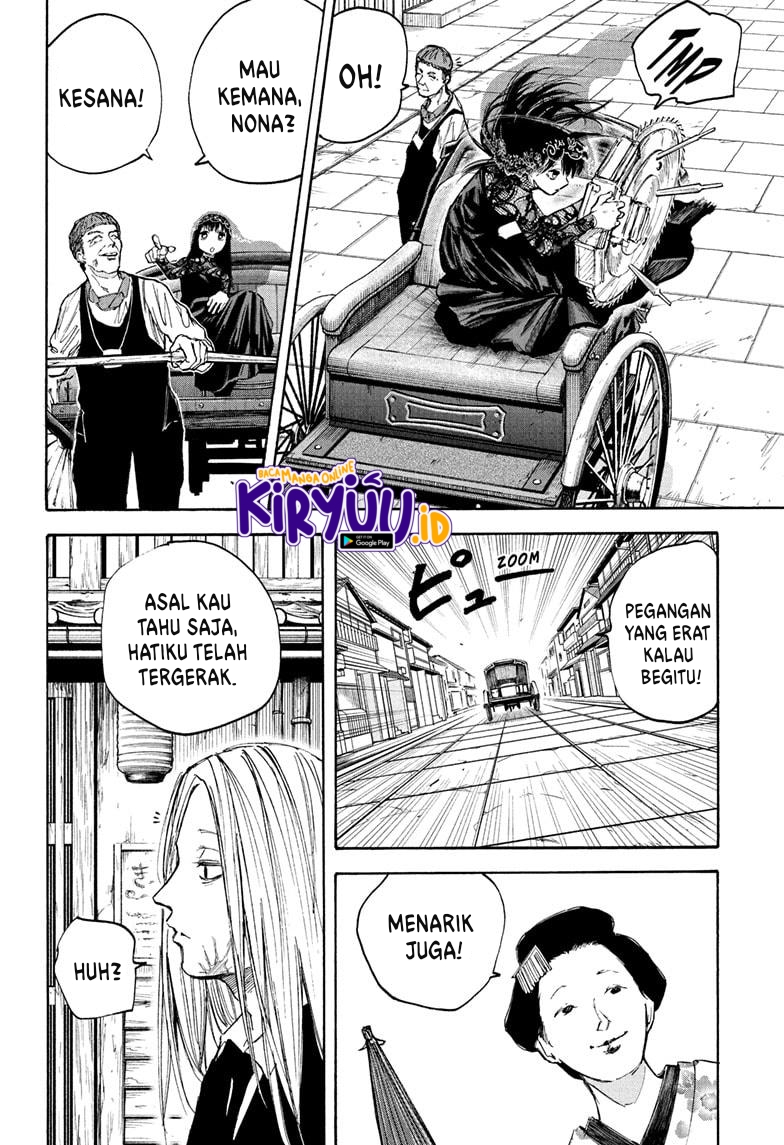 TMP
OH!
MAU
KEMANA,
NONA?
KESANA!
BACA MANGA ONLINE
KIRYUU.ID
GET IT ON
Google Play
ピュー
ZOOM
PEGANGAN
YANG ERAT
KALAU
BEGITU!
ASAL KAU
TAHU SAJA,
HATIKU TELAH
TERGERAK.
HUH?
MENARIK
JUGA!